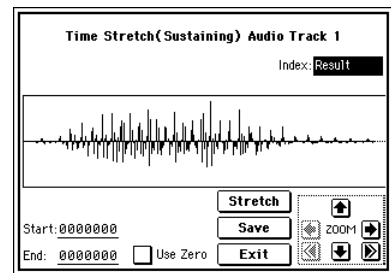 Time Stretch(Sustaining) Audio Track 1
Index: Result
Stretch
Start: 0000000
Save
ZOOM
End: 0000000
Use Zero
Exit